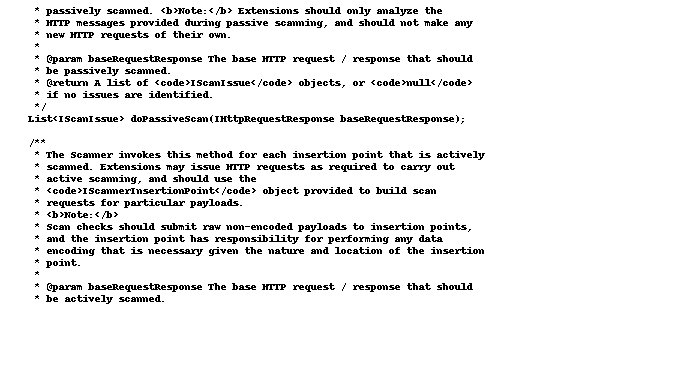 * passively scanned. <b>Note:</b> Extensions should only analyze the
* HTTP messages provided during passive scanning, and should not make any
* new HTTP requests of their own.
*
* @param baseRequestResponse The base HTTP request / response that should
* be passively scanned.
* @return A list of <code>IScanIssue</code> objects, or <code>null</code>
* if no issues are identified.
*/
List<IScanIssue> doPassiveScan(IHttpRequestResponse baseRequestResponse);
/**
* The Scanner invokes this method for each insertion point that is actively
* scanned. Extensions may issue HTTP requests as required to carry out
* active scanning, and should use the
* <code>IScannerInsertionPoint</code> object provided to build scan
* requests for particular payloads.
* <b>Note:</b>
* Scan checks should submit raw non-encoded payloads to insertion points,
* and the insertion point has responsibility for performing any data
* encoding that is necessary given the nature and location of the insertion
* point.
*
* @param baseRequestResponse The base HTTP request / response that should
* be actively scanned.